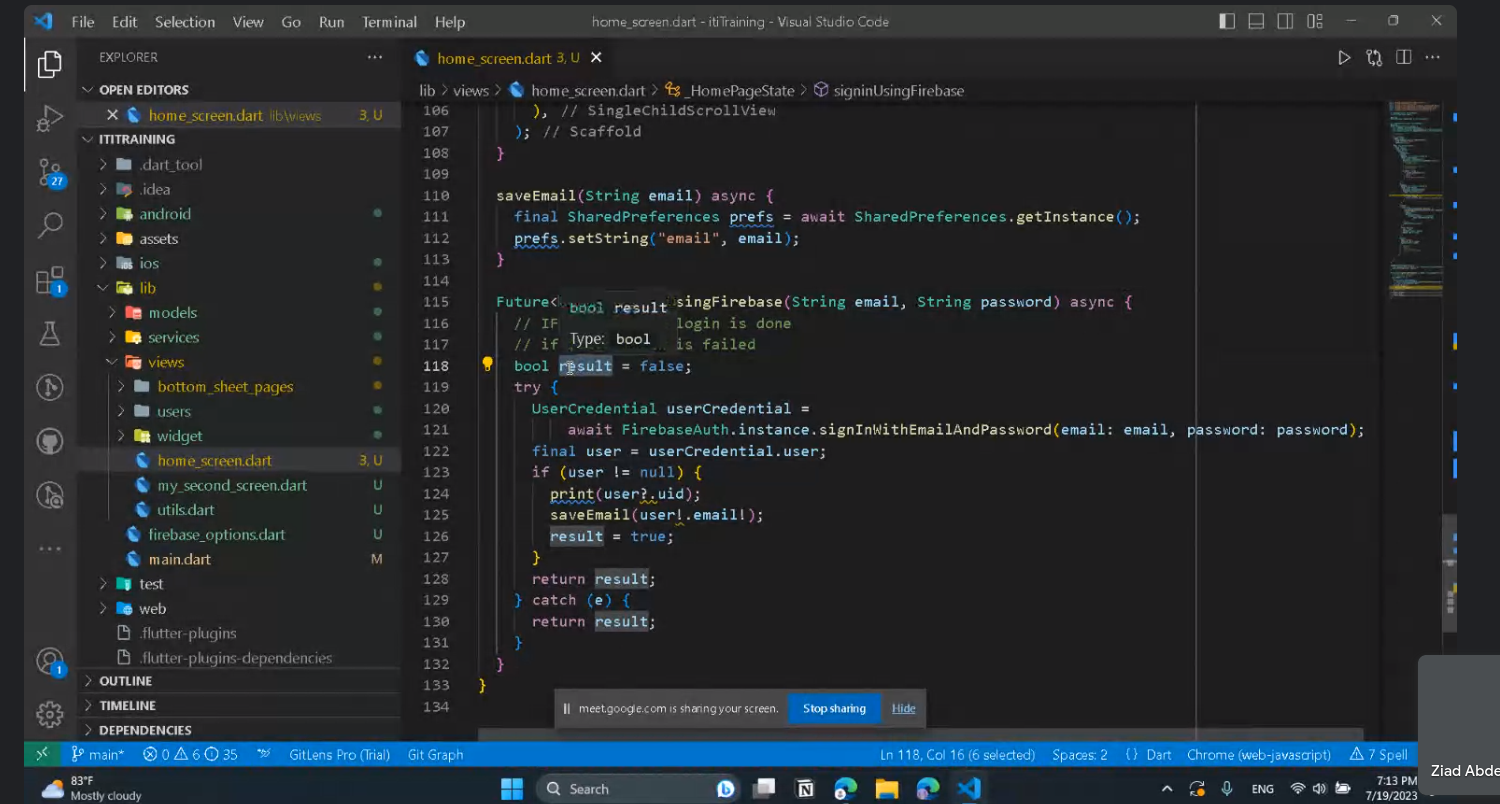 File Edit Selection View Go Run Terminal Help
home_screen.dart - itiTraining - Visual Studio Code
EXPLORER
OPEN EDITORS
home_screen.dart lib\views 3, U
ITITRAINING
.dart_tool
.idea
android
assets
ios
lib
models
services
views
bottom_sheet_pages
users
widget
home_screen.dart 3, U
my_second_screen.dart U
utils.dart U
firebase_options.dart U
main.dart M
test
web
.flutter-plugins
.flutter-plugins-dependencies
OUTLINE
TIMELINE
DEPENDENCIES
27
1
1
home_screen.dart 3, U
lib > views > home_screen.dart > _HomePageState > signinUsingFirebase
106 ), // SingleChildScrollView
107 ); // Scaffold
108 }
109
110 saveEmail(String email) async {
111 final SharedPreferences prefs = await SharedPreferences.getInstance();
112 prefs.setString("email", email);
113 }
114
115 Future< singFirebase(String email, String password) async {
116 // IF login is done
117 // if is failed
118 bool result = false;
119 try {
120 UserCredential userCredential =
121 await FirebaseAuth.instance.signInWithEmailAndPassword(email: email, password: password);
122 final user = userCredential.user;
123 if (user != null) {
124 print(user?.uid);
125 saveEmail(user!.email!);
126 result = true;
127 }
128 return result;
129 } catch (e) {
130 return result;
131 }
132 }
133 }
134
bool result
Type: bool
meet.google.com is sharing your screen. Stop sharing Hide
main* 0 6 35 GitLens Pro (Trial) Git Graph Ln 118, Col 16 (6 selected) Spaces: 2 {} Dart Chrome (web-javascript) 7 Spell
83°F
Mostly cloudy
Search
ENG
7:13 PM
7/19/2023
Ziad Abde